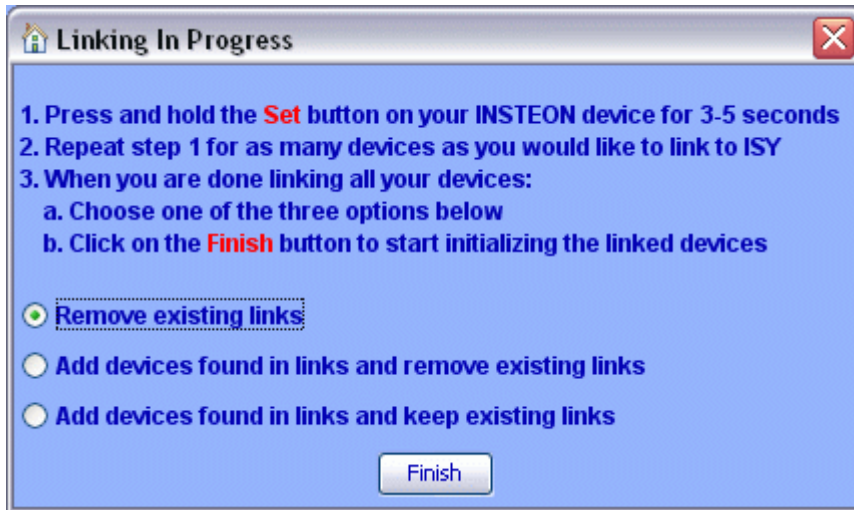 Linking In Progress
1. Press and hold the Set button on your INSTEON device for 3-5 seconds
2. Repeat step 1 for as many devices as you would like to link to ISY
3. When you are done linking all your devices:
a. Choose one of the three options below
b. Click on the Finish button to start initializing the linked devices
Remove existing links
Add devices found in links and remove existing links
Add devices found in links and keep existing links
Finish